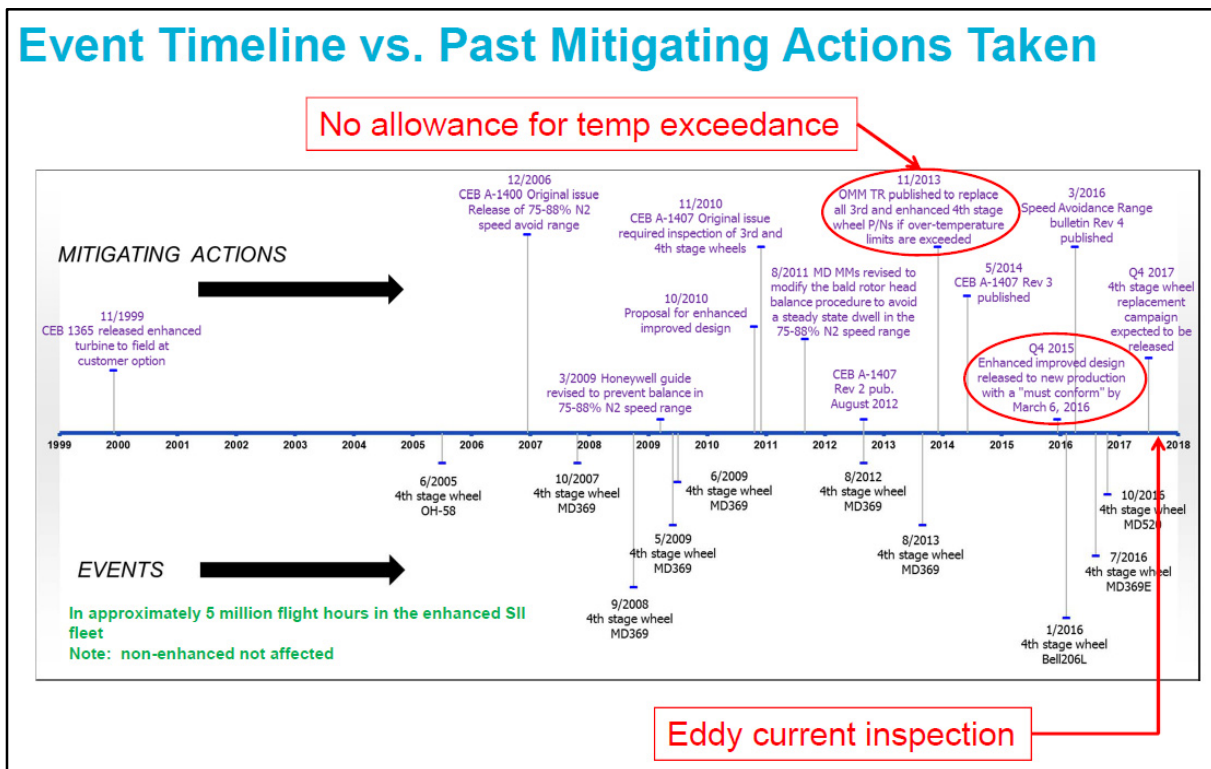 Event Timeline vs. Past Mitigating Actions Taken
No allowance for temp exceedance
MITIGATING ACTIONS
11/1999
CEB 1365 released enhanced
turbine to field at
customer option
12/2006
CEB A-1400 Original issue
Release of 75-88% N2
speed avoid range
3/2009 Honeywell guide
revised to prevent balance in
75-88% N2 speed range
11/2010
CEB A-1407 Original issue
required inspection of 3rd and
4th stage wheels
10/2010
Proposal for enhanced
improved design
8/2011 MD MMs revised to
modify the bald rotor head
balance procedure to avoid
a steady state dwell in the
75-88% N2 speed range
CEB A-1407
Rev 2 pub.
August 2012
11/2013
OMM TR published to replace
all 3rd and enhanced 4th stage
wheel P/Ns if over-temperature
limits are exceeded
5/2014
CEB A-1407 Rev 3
published
Q4 2015
Enhanced improved design
released to new production
with a "must conform" by
March 6, 2016
3/2016
Speed Avoidance Range
bulletin Rev 4
published
Q4 2017
4th stage wheel
replacement
campaign
expected to be
released
1999 2000 2001 2002 2003 2004 2005 2006 2007 2008 2009 2010 2011 2012 2013 2014 2015 2016 2017 2018
6/2005
4th stage wheel
OH-58
10/2007
4th stage wheel
MD369
9/2008
4th stage wheel
MD369
5/2009
4th stage wheel
MD369
6/2009
4th stage wheel
MD369
8/2012
4th stage wheel
MD369
8/2013
4th stage wheel
MD369
1/2016
4th stage wheel
Bell206L
7/2016
4th stage wheel
MD369E
10/2016
4th stage wheel
MD520
EVENTS
In approximately 5 million flight hours in the enhanced SII
fleet
Note: non-enhanced not affected
Eddy current inspection